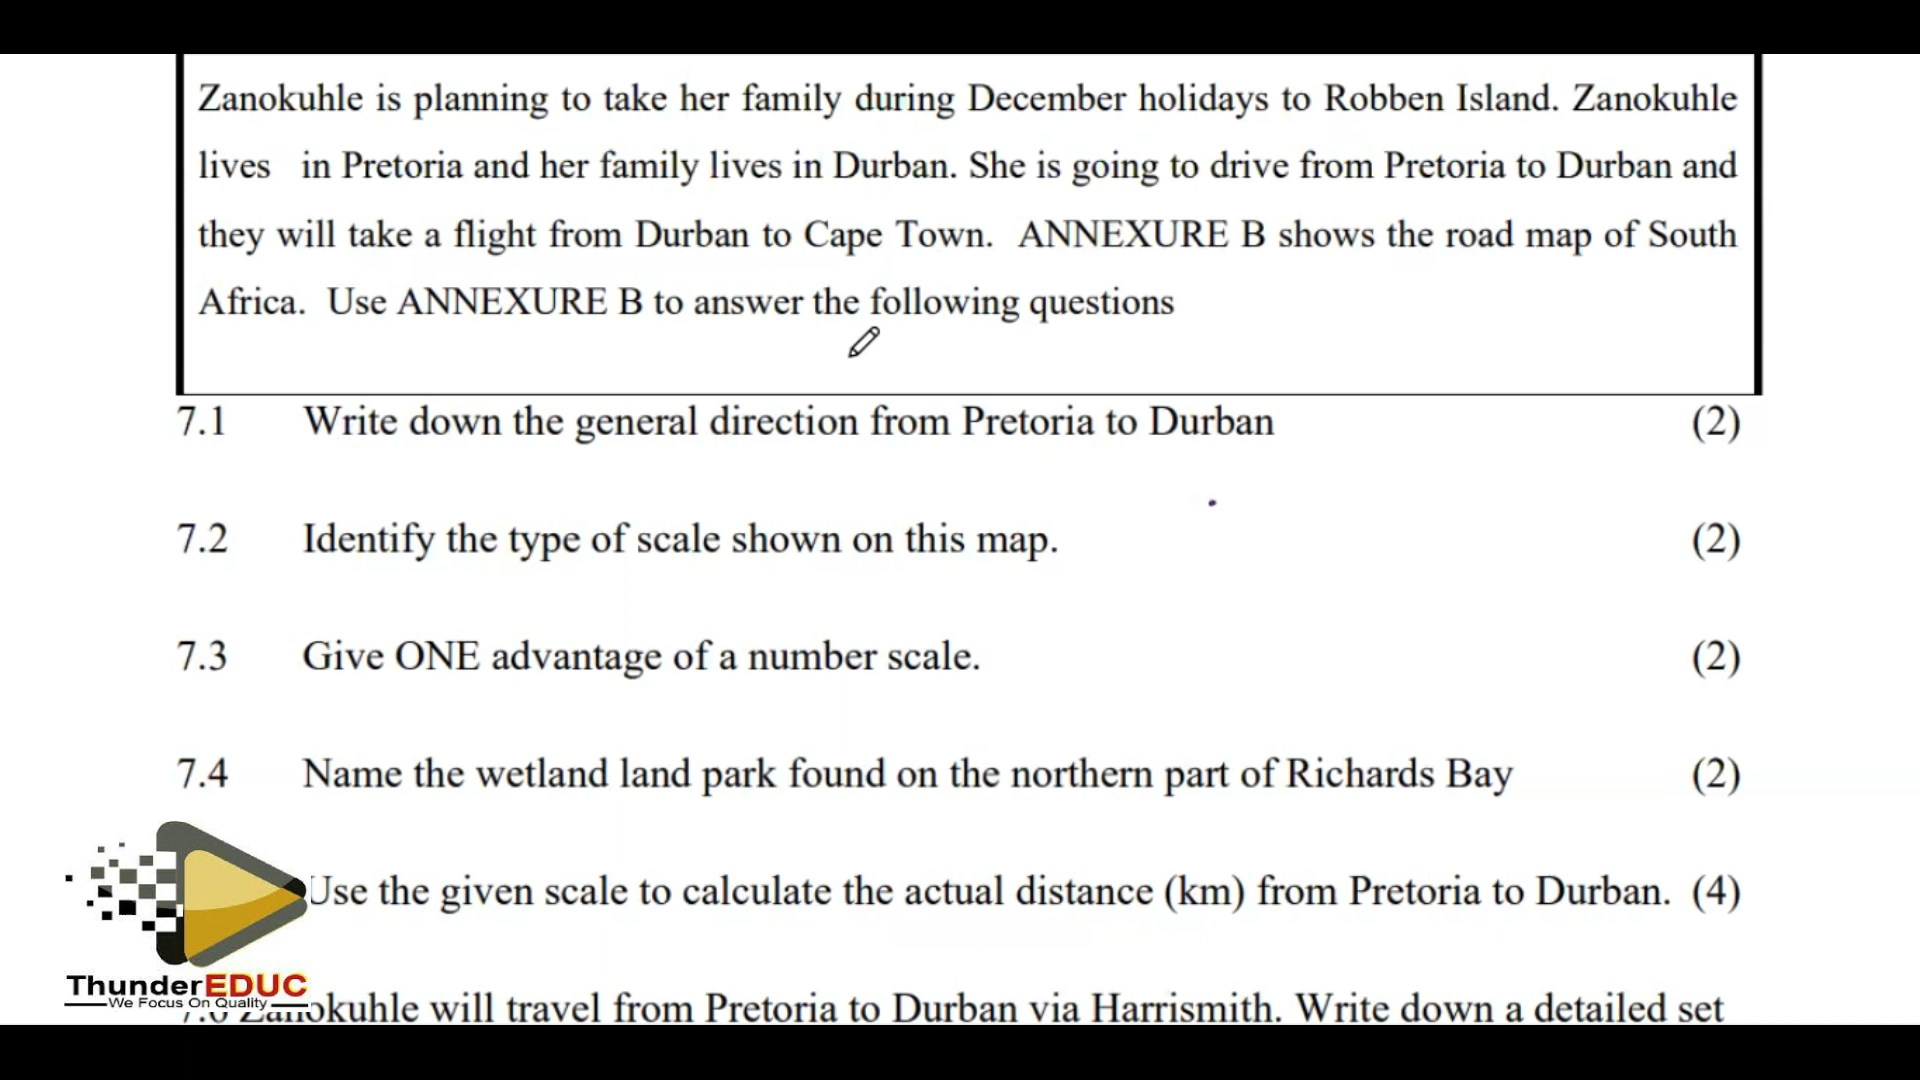 Zanokuhle is planning to take her family during December holidays to Robben Island. Zanokuhle
lives in Pretoria and her family lives in Durban. She is going to drive from Pretoria to Durban and
they will take a flight from Durban to Cape Town. ANNEXURE B shows the road map of South
Africa. Use ANNEXURE B to answer the following questions
7.1 Write down the general direction from Pretoria to Durban (2)
7.2 Identify the type of scale shown on this map. (2)
7.3 Give ONE advantage of a number scale. (2)
7.4 Name the wetland land park found on the northern part of Richards Bay (2)
Use the given scale to calculate the actual distance (km) from Pretoria to Durban. (4)
ThunderEDUC
We Focus On Quality
7.6 Zanokuhle will travel from Pretoria to Durban via Harrismith. Write down a detailed set